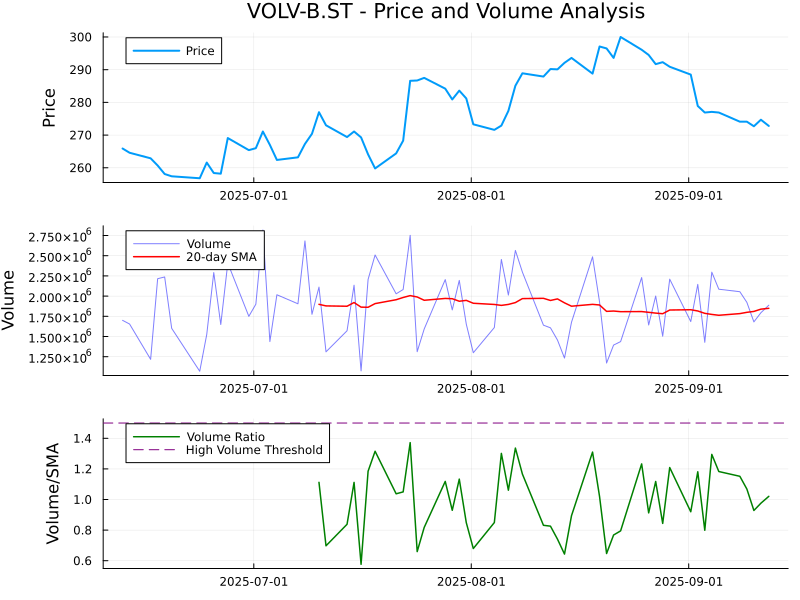 VOLV-B.ST - Price and Volume Analysis
Price
300
290
280
270
260
Price
2025-07-01
2025-08-01
2025-09-01
Volume
2.750×10⁶
2.500×10⁶
2.250×10⁶
2.000×10⁶
1.750×10⁶
1.500×10⁶
1.250×10⁶
Volume
20-day SMA
2025-07-01
2025-08-01
2025-09-01
Volume/SMA
1.4
1.2
1.0
0.8
0.6
Volume Ratio
High Volume Threshold
2025-07-01
2025-08-01
2025-09-01